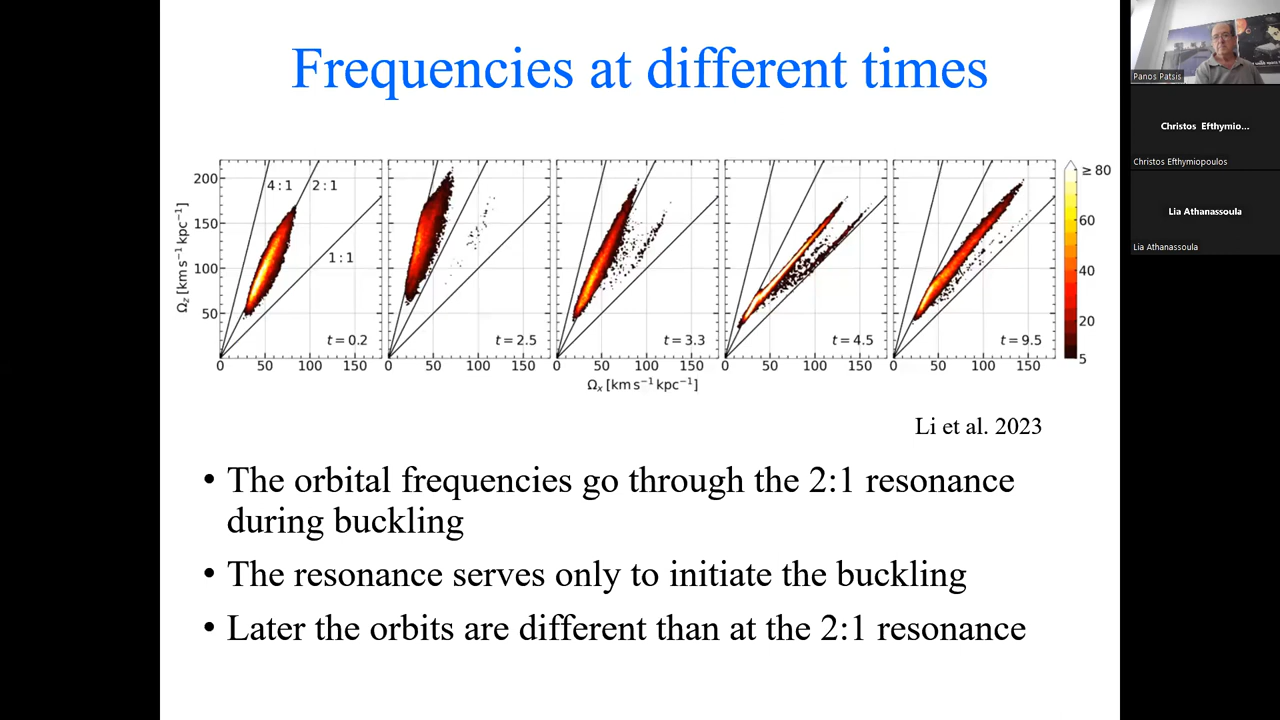 Frequencies at different times
Panos Patsis
Christos Efthymio...
Christos Efthymiopoulos
Lia Athanassoula
Lia Athanassoula
4:1 2:1
1:1
200
150
100
50
Ω_z [km s⁻¹ kpc⁻¹]
t = 0.2 t = 2.5 t = 3.3 t = 4.5 t = 9.5
0 50 100 150 0 50 100 150 0 50 100 150 0 50 100 150 0 50 100 150
Ω_x [km s⁻¹ kpc⁻¹]
≥ 80
60
40
20
5
Li et al. 2023
• The orbital frequencies go through the 2:1 resonance
during buckling
• The resonance serves only to initiate the buckling
• Later the orbits are different than at the 2:1 resonance